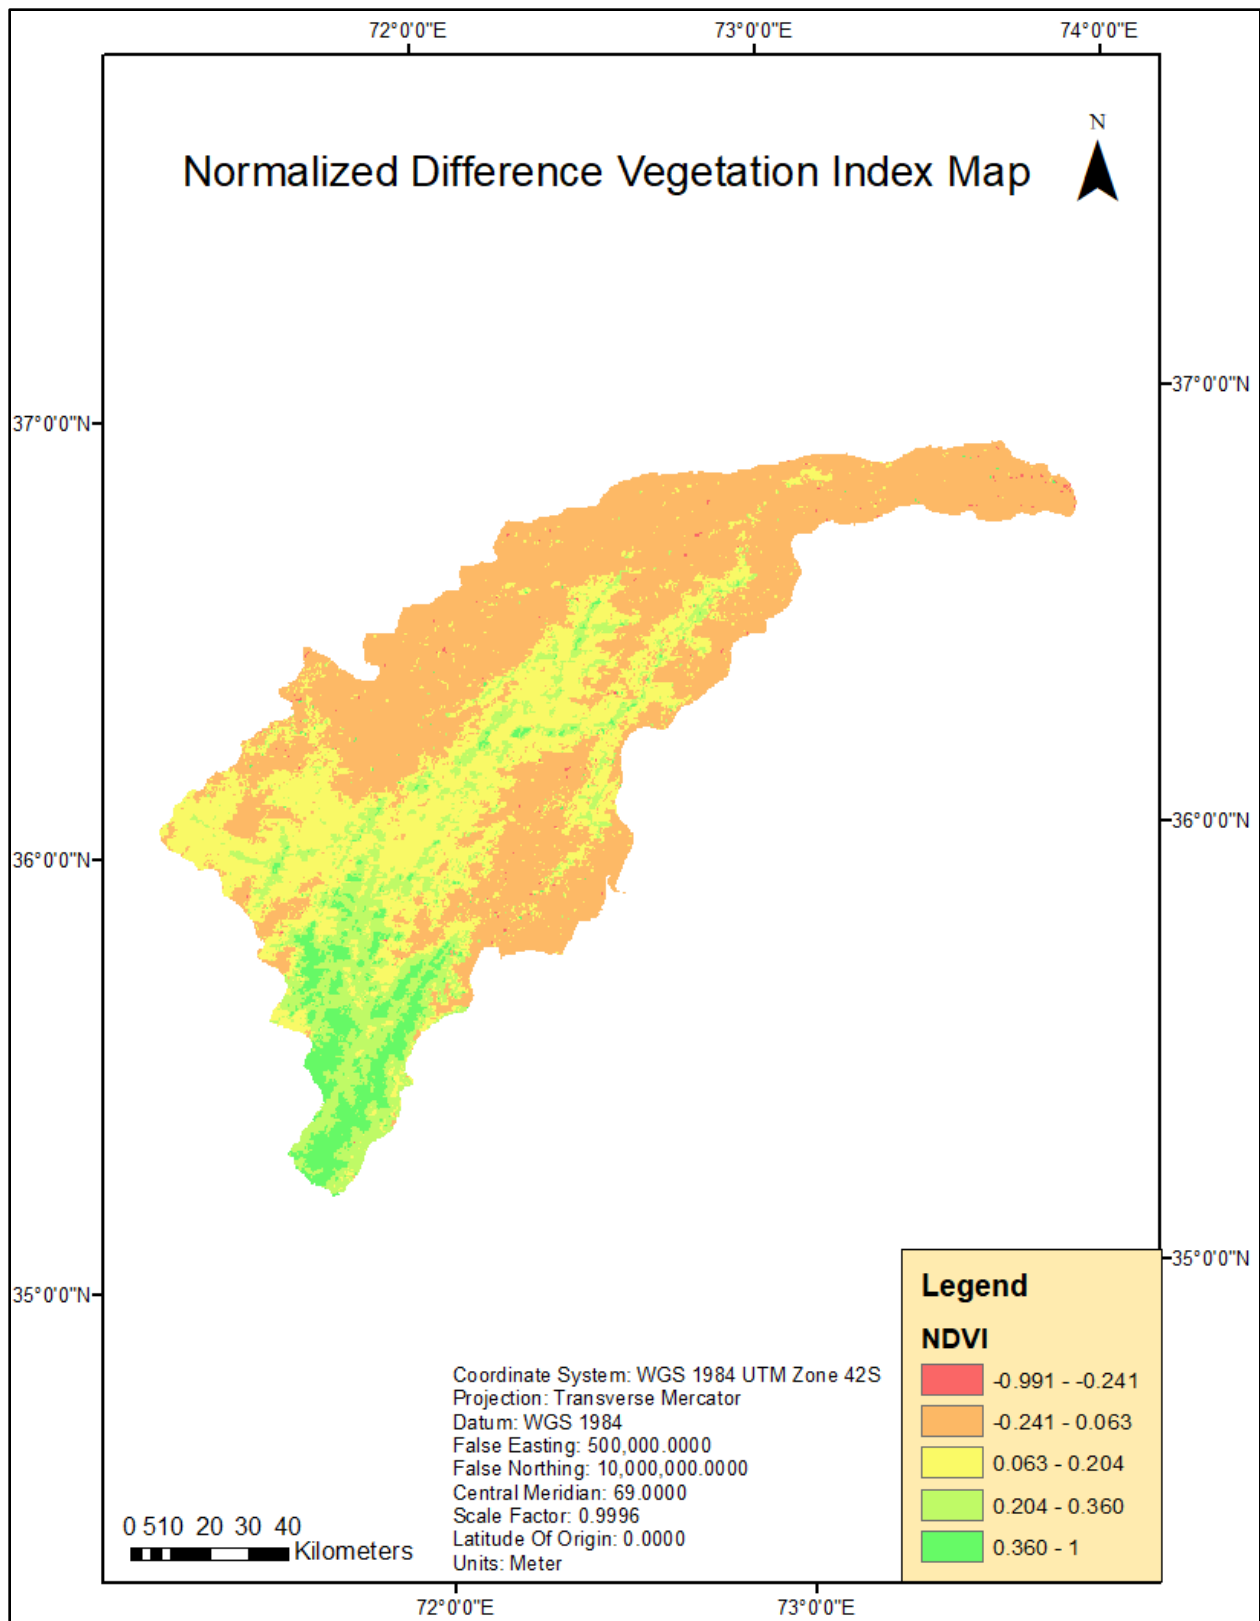 72°0'0"E 73°0'0"E 74°0'0"E
N
Normalized Difference Vegetation Index Map
37°0'0"N
37°0'0"N
36°0'0"N
36°0'0"N
35°0'0"N
35°0'0"N
Legend
NDVI
-0.991 - -0.241
-0.241 - 0.063
0.063 - 0.204
0.204 - 0.360
0.360 - 1
Coordinate System: WGS 1984 UTM Zone 42S
Projection: Transverse Mercator
Datum: WGS 1984
False Easting: 500,000.0000
False Northing: 10,000,000.0000
Central Meridian: 69.0000
Scale Factor: 0.9996
Latitude Of Origin: 0.0000
Units: Meter
0 510 20 30 40
Kilometers
72°0'0"E 73°0'0"E